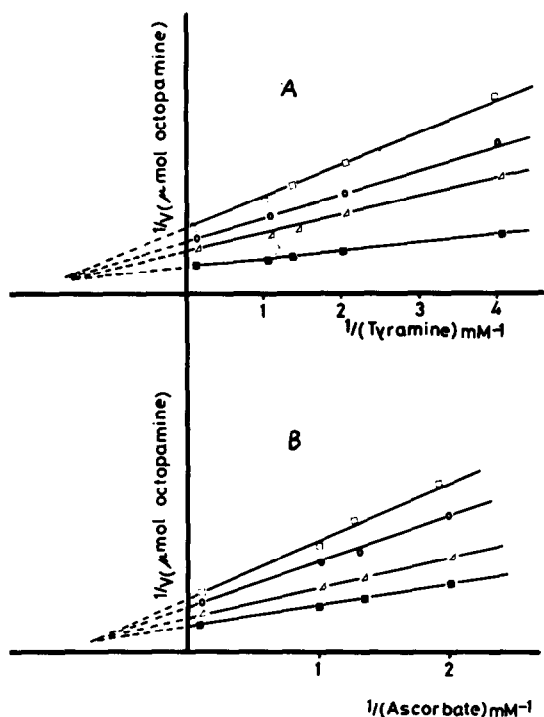 A
1/V(μmol octopamine)
1 2 3 4
1/(Tyramine)mM-1
B
1/V(μmol octopamine)
1 2
1/(Ascorbate)mM-1